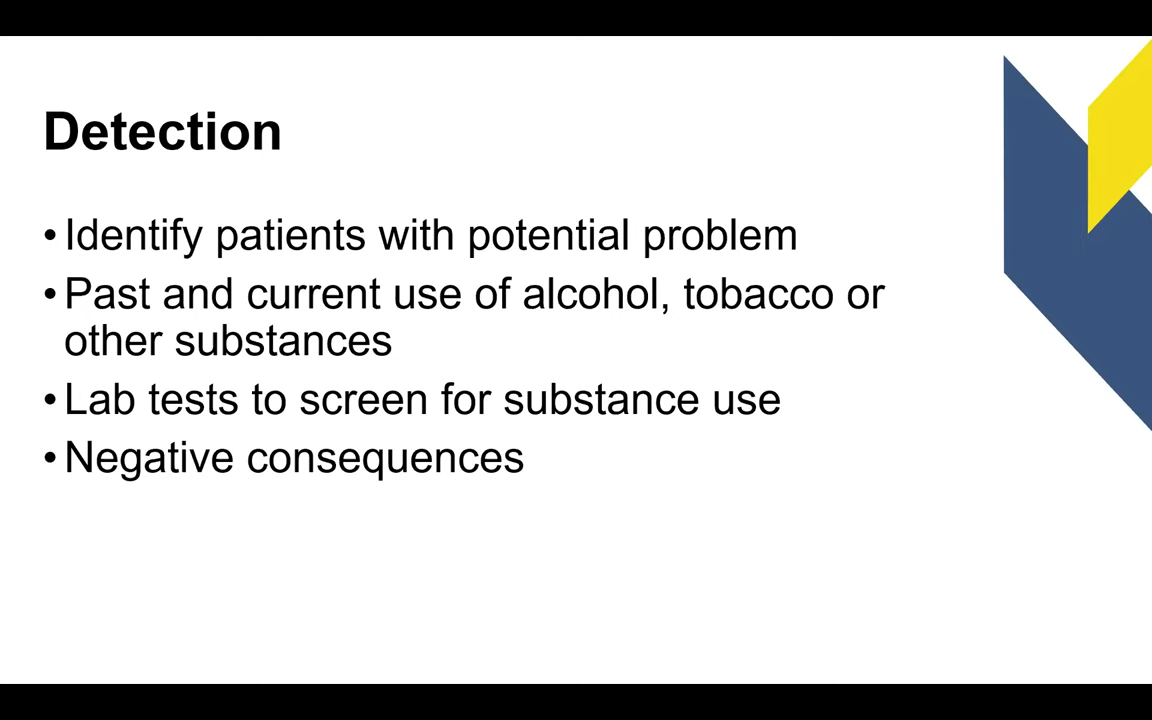 Detection
• Identify patients with potential problem
• Past and current use of alcohol, tobacco or
other substances
• Lab tests to screen for substance use
• Negative consequences